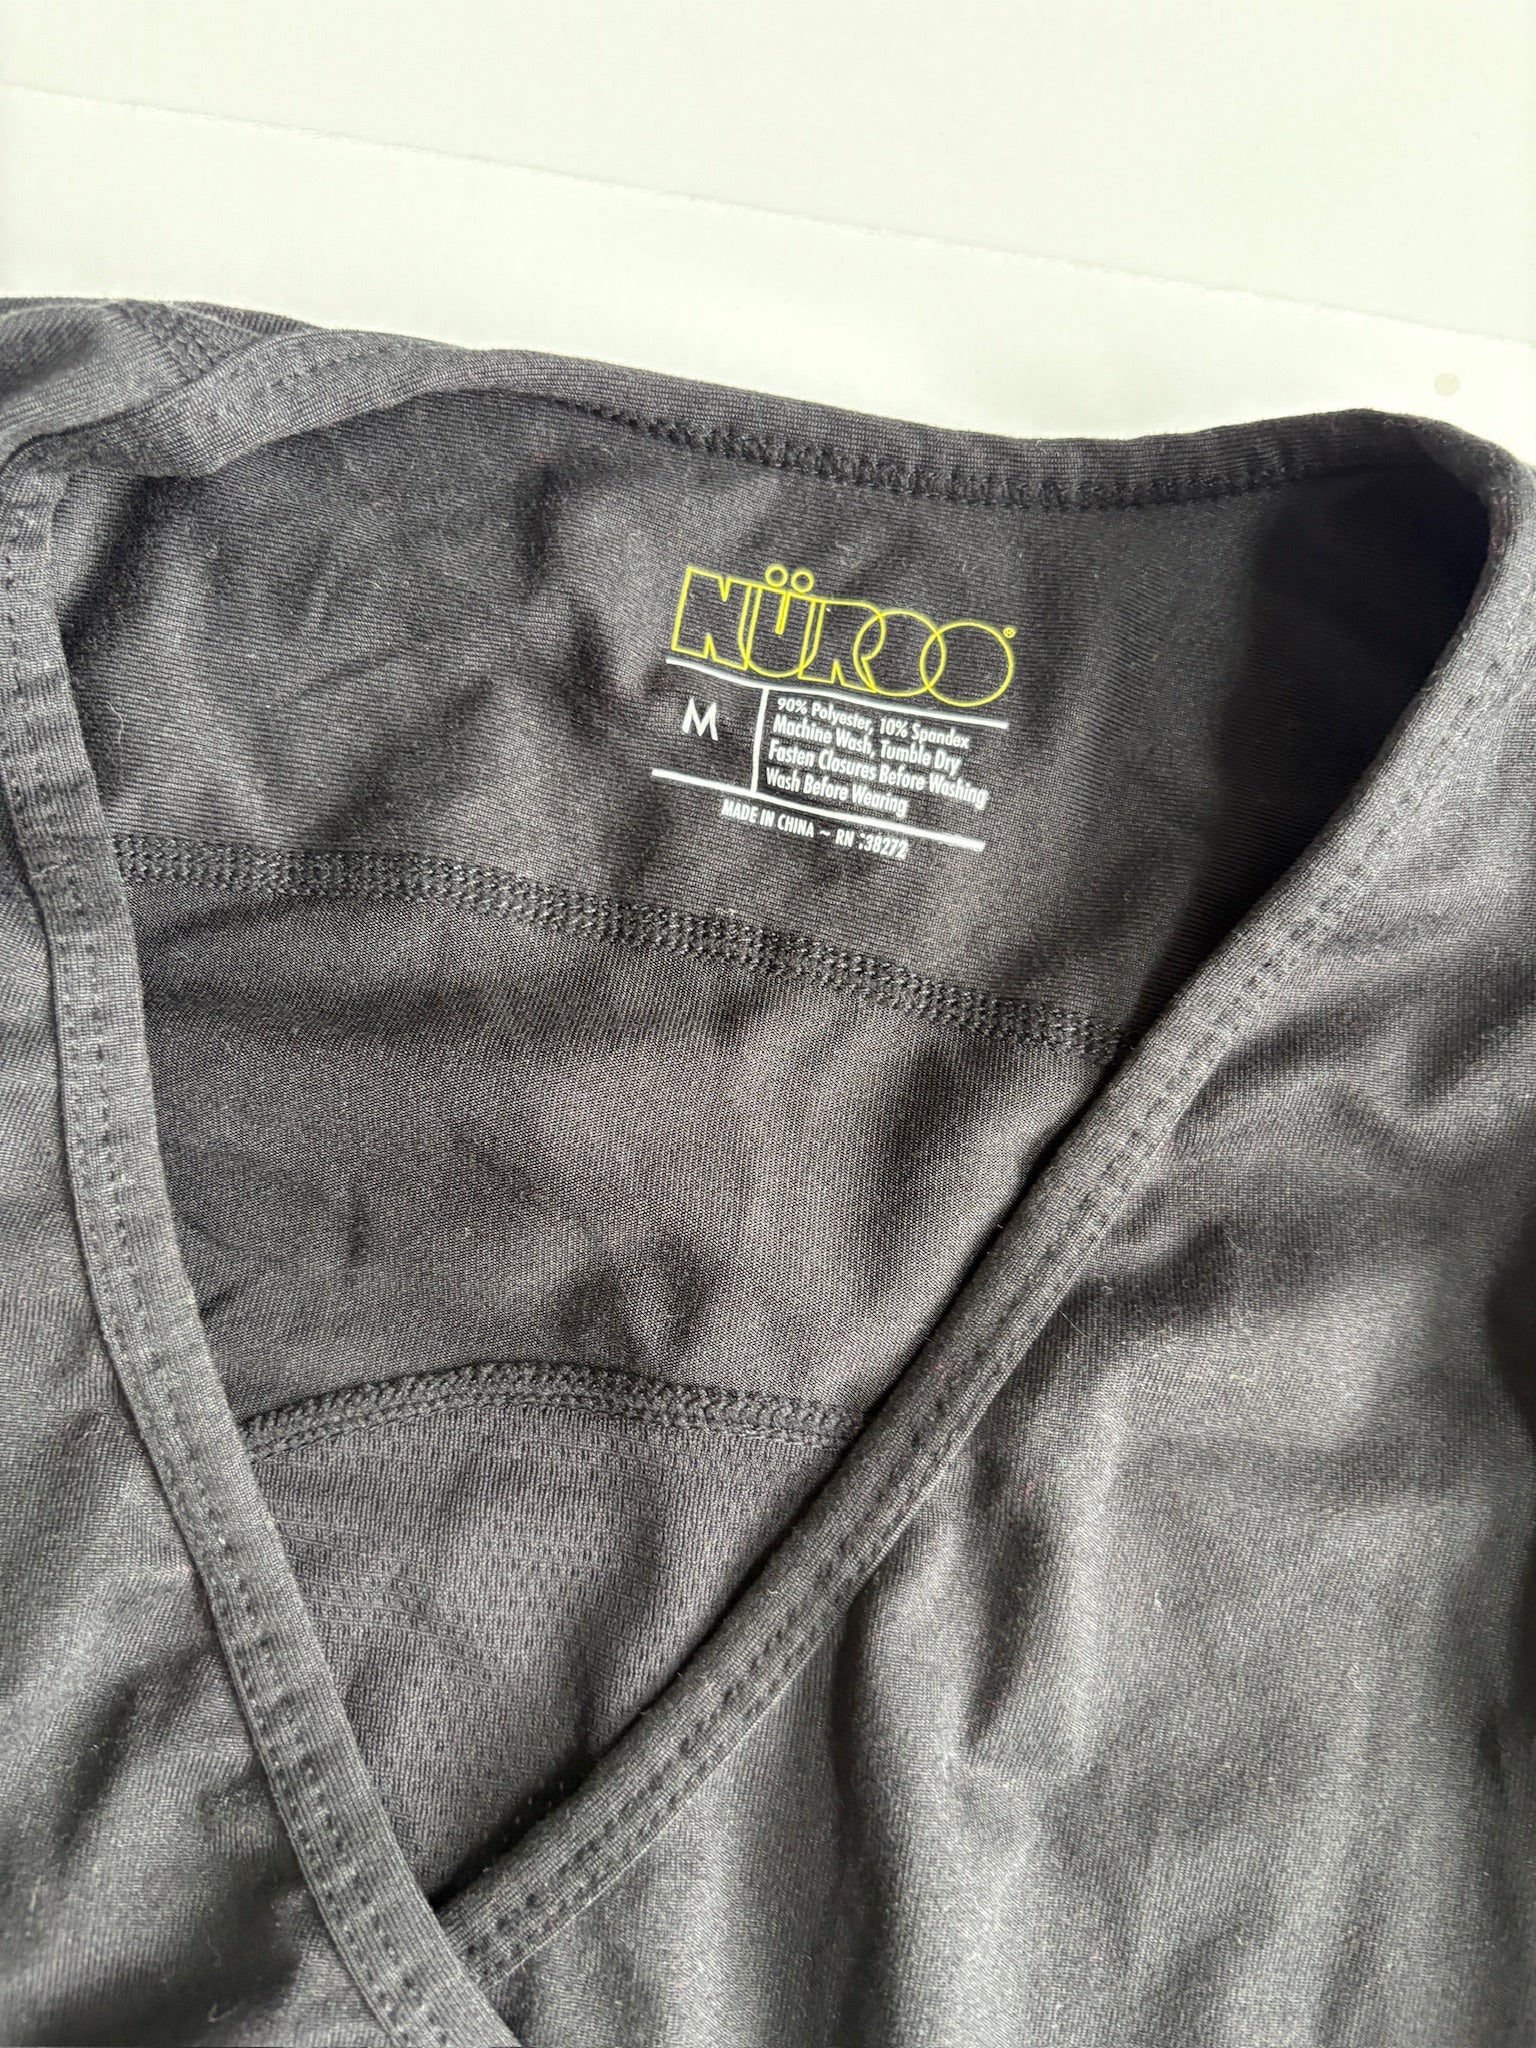 NÜROO®
M
90% Polyester, 10% Spandex
Machine Wash, Tumble Dry
Fasten Closures Before Washing
Wash Before Wearing
MADE IN CHINA ~ RN